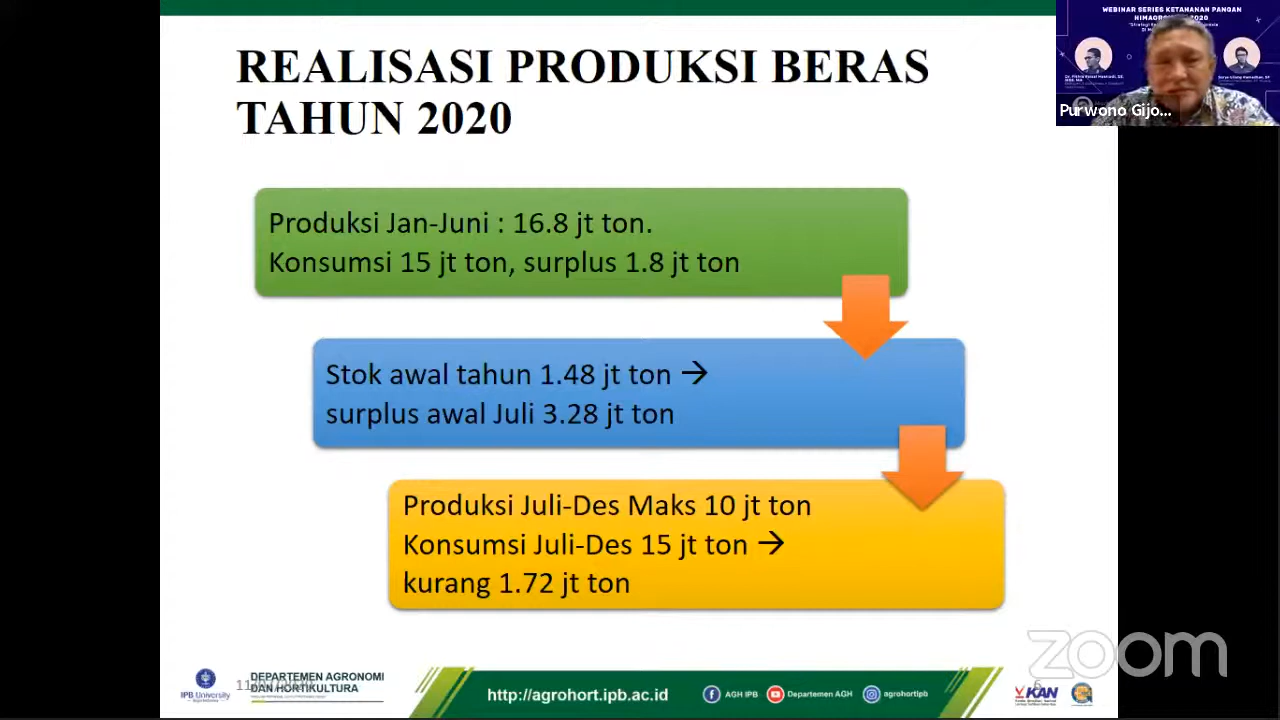 REALISASI PRODUKSI BERAS
TAHUN 2020
WEBINAR SERIES KETAHANAN PANGAN
Purwono Gijo...
Produksi Jan-Juni : 16.8 jt ton.
Konsumsi 15 jt ton, surplus 1.8 jt ton
Stok awal tahun 1.48 jt ton →
surplus awal Juli 3.28 jt ton
Produksi Juli-Des Maks 10 jt ton
Konsumsi Juli-Des 15 jt ton →
kurang 1.72 jt ton
zoom
IPB University
DEPARTEMEN AGRONOMI
DAN HORTIKULTURA
http://agrohort.ipb.ac.id
AGH IPB
Departemen AGH
agrohortipb
KAN
6